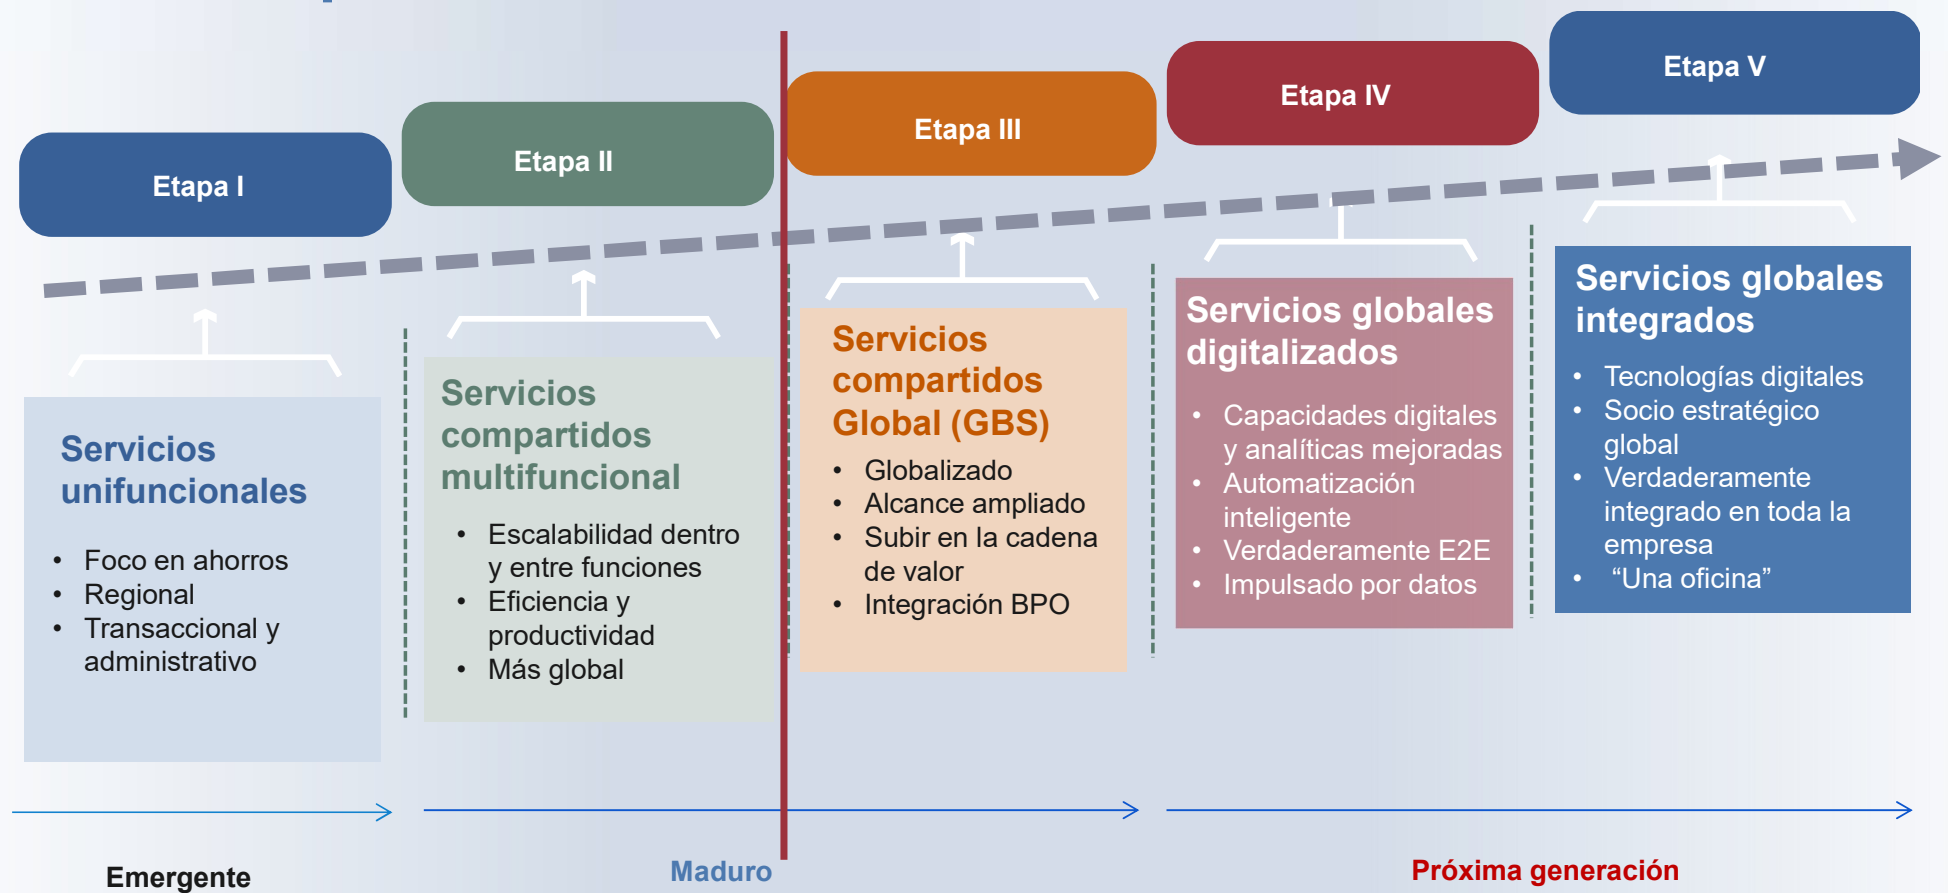 Etapa I
Etapa II
Etapa III
Etapa IV
Etapa V
Servicios
unifuncionales
• Foco en ahorros
• Regional
• Transaccional y
administrativo
Servicios
compartidos
multifuncional
• Escalabilidad dentro
y entre funciones
• Eficiencia y
productividad
• Más global
Servicios
compartidos
Global (GBS)
• Globalizado
• Alcance ampliado
• Subir en la cadena
de valor
• Integración BPO
Servicios globales
digitalizados
• Capacidades digitales
y analíticas mejoradas
• Automatización
inteligente
• Verdaderamente E2E
• Impulsado por datos
Servicios globales
integrados
• Tecnologías digitales
• Socio estratégico
global
• Verdaderamente
integrado en toda la
empresa
• “Una oficina”
Emergente
Maduro
Próxima generación